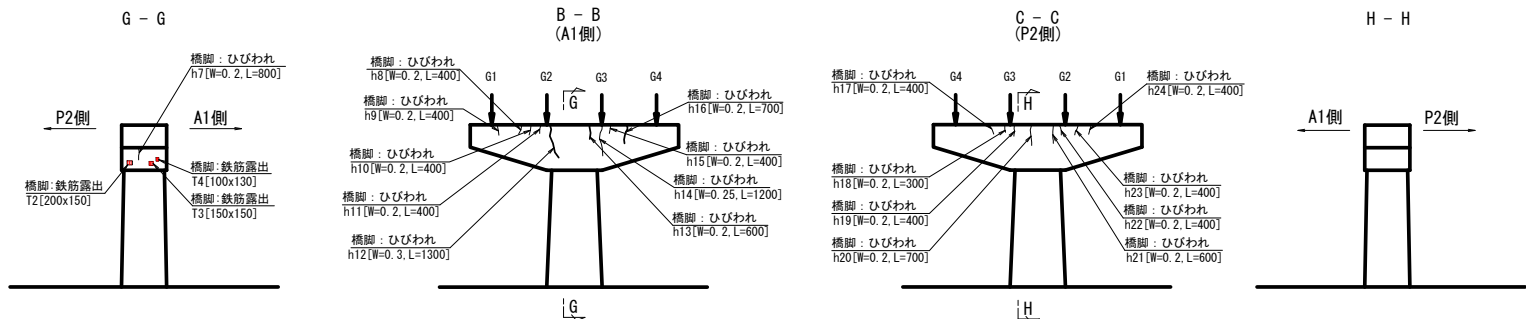 G - G
橋脚：ひびわれ
h7[W=0.2, L=800]
P2側
A1側
橋脚:鉄筋露出
T4[100x130]
橋脚:鉄筋露出
T2[200x150]
橋脚:鉄筋露出
T3[150x150]
B - B
(A1側)
橋脚：ひびわれ
h8[W=0.2, L=400]
G1
G2
G3
G4
G
橋脚：ひびわれ
h9[W=0.2, L=400]
橋脚：ひびわれ
h16[W=0.2, L=700]
橋脚：ひびわれ
h10[W=0.2, L=400]
橋脚：ひびわれ
h15[W=0.2, L=400]
橋脚：ひびわれ
h11[W=0.2, L=400]
橋脚：ひびわれ
h14[W=0.25, L=1200]
橋脚：ひびわれ
h13[W=0.2, L=600]
橋脚：ひびわれ
h12[W=0.3, L=1300]
G
C - C
(P2側)
橋脚：ひびわれ
h17[W=0.2, L=400]
G4
G3
G2
G1
H
橋脚：ひびわれ
h24[W=0.2, L=400]
橋脚：ひびわれ
h18[W=0.2, L=300]
橋脚：ひびわれ
h23[W=0.2, L=400]
橋脚：ひびわれ
h19[W=0.2, L=400]
橋脚：ひびわれ
h22[W=0.2, L=400]
橋脚：ひびわれ
h20[W=0.2, L=700]
橋脚：ひびわれ
h21[W=0.2, L=600]
H
H - H
A1側
P2側